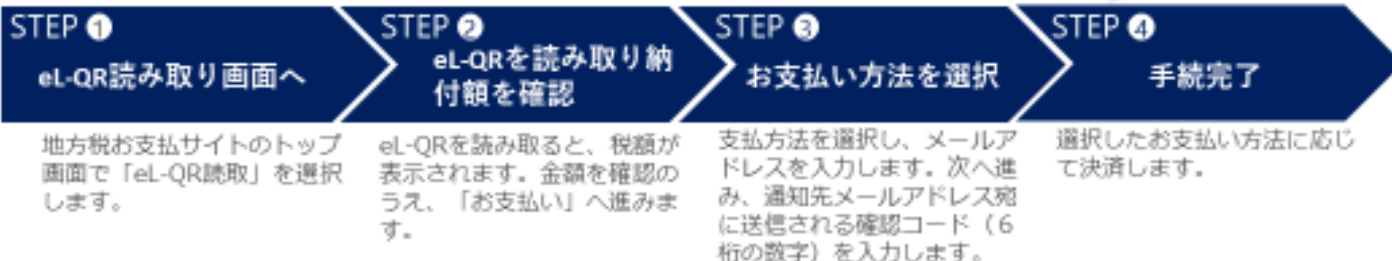 STEP ❶
eL-QR読み取り画面へ
地方税お支払サイトのトップ
画面で「eL-QR読取」を選択
します。
STEP ❷
eL-QRを読み取り納
付額を確認
eL-QRを読み取ると、税額が
表示されます。金額を確認の
うえ、「お支払い」へ進みま
す。
STEP ❸
お支払い方法を選択
支払方法を選択し、メールア
ドレスを入力します。次へ進
み、通知先メールアドレス宛
に送信される確認コード（6
桁の数字）を入力します。
STEP ❹
手続完了
選択したお支払い方法に応じ
て決済します。